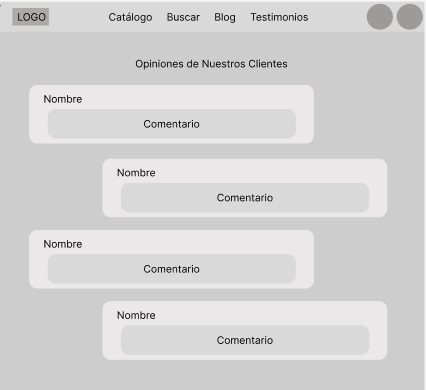 LOGO Catálogo Buscar Blog Testimonios
Opiniones de Nuestros Clientes
Nombre
Comentario
Nombre
Comentario
Nombre
Comentario
Nombre
Comentario